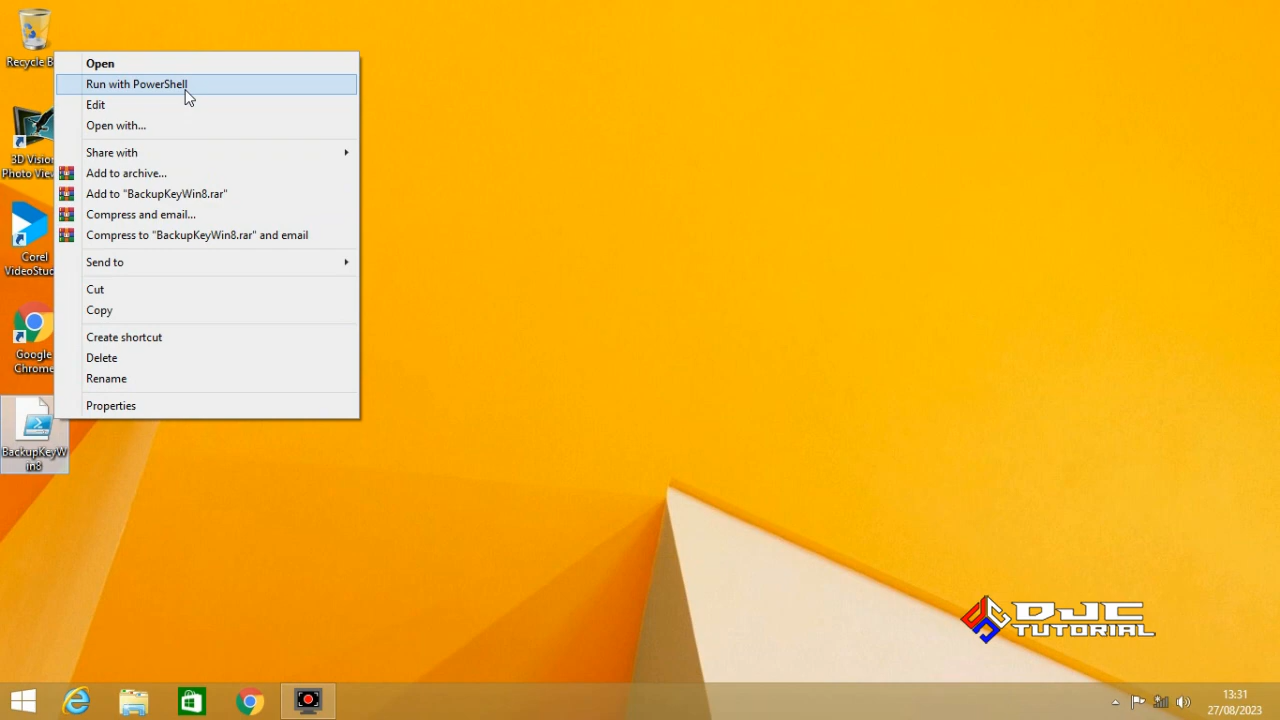 Recycle B
3D Visio
Photo Vie
Corel
VideoStud
Google
Chrome
BackupKeyW
in8
Open
Run with PowerShell
Edit
Open with...
Share with
Add to archive...
Add to "BackupKeyWin8.rar"
Compress and email...
Compress to "BackupKeyWin8.rar" and email
Send to
Cut
Copy
Create shortcut
Delete
Rename
Properties
DJC
TUTORIAL
13:31
27/08/2023